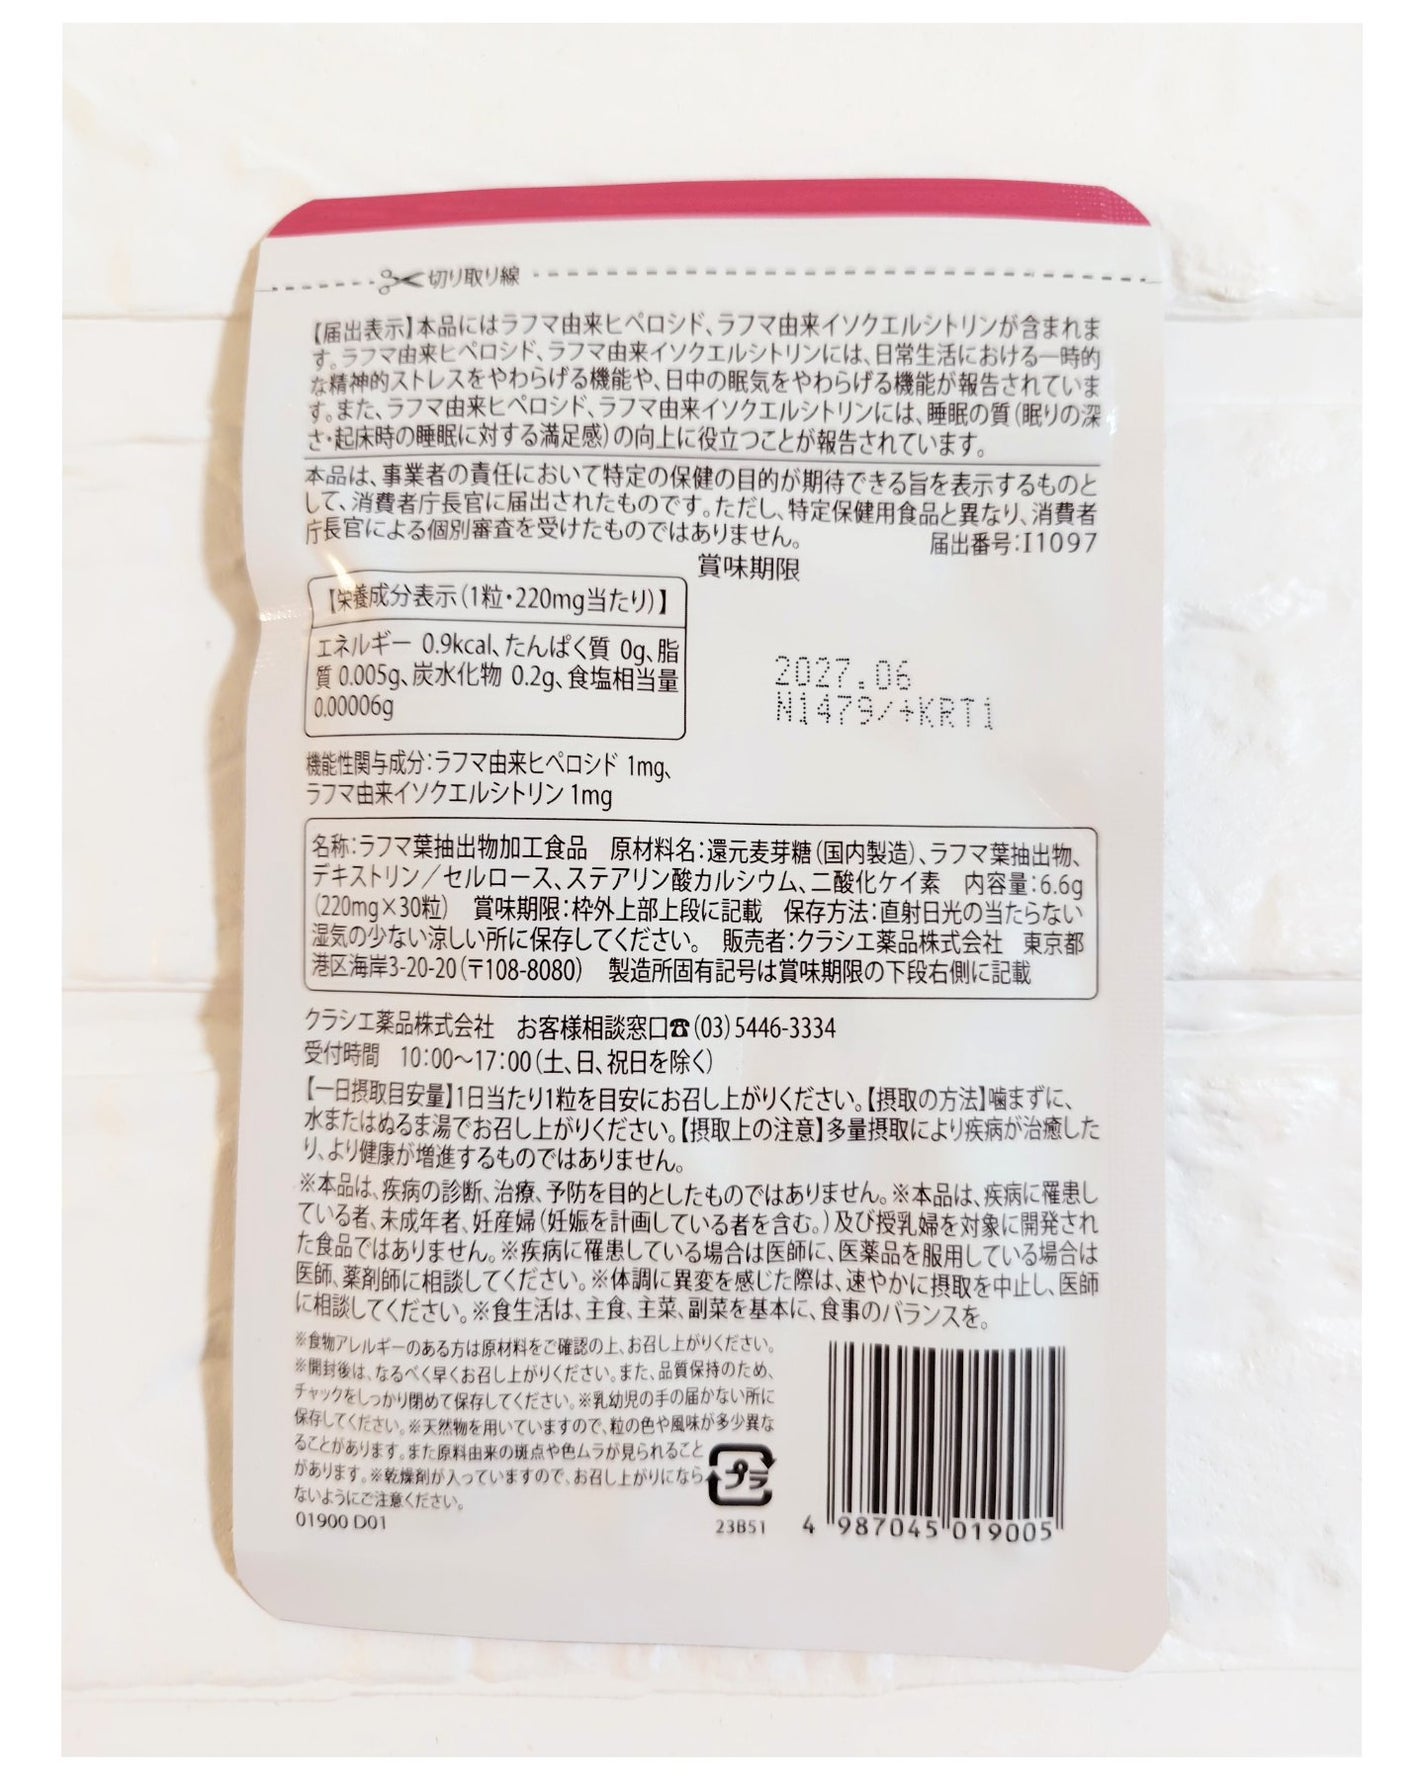 切り取り線
【届出表示】本品にはラフマ由来ヒペロシド、ラフマ由来イソクエルシトリンが含まれま
す。ラフマ由来ヒペロシド、ラフマ由来イソクエルシトリンには、日常生活における一時的
な精神的ストレスをやわらげる機能や、日中の眠気をやわらげる機能が報告されていま
す。また、ラフマ由来ヒペロシド、ラフマ由来イソクエルシトリンには、睡眠の質(眠りの深
さ・起床時の睡眠に対する満足感)の向上に役立つことが報告されています。
本品は、事業者の責任において特定の保健の目的が期待できる旨を表示するものと
して、消費者庁長官に届出されたものです。ただし、特定保健用食品と異なり、消費者
庁長官による個別審査を受けたものではありません。 届出番号:I1097
賞味期限
2027.06
N1479/+KRT1
【栄養成分表示(1粒・220mg当たり)】
エネルギー 0.9kcal、たんぱく質 0g、脂
質 0.005g、炭水化物 0.2g、食塩相当量
0.00006g
機能性関与成分:ラフマ由来ヒペロシド 1mg、
ラフマ由来イソクエルシトリン 1mg
名称:ラフマ葉抽出物加工食品 原材料名:還元麦芽糖(国内製造)、ラフマ葉抽出物、
デキストリン/セルロース、ステアリン酸カルシウム、二酸化ケイ素 内容量:6.6g
(220mg×30粒) 賞味期限:枠外上部上段に記載 保存方法:直射日光の当たらない
湿気の少ない涼しい所に保存してください。 販売者:クラシエ薬品株式会社 東京都
港区海岸3-20-20(〒108-8080) 製造所固有記号は賞味期限の下段右側に記載
クラシエ薬品株式会社 お客様相談窓口☎(03)5446-3334
受付時間 10:00～17:00(土、日、祝日を除く)
【一日摂取目安量】1日当たり1粒を目安にお召し上がりください。【摂取の方法】噛まずに、
水またはぬるま湯でお召し上がりください。【摂取上の注意】多量摂取により疾病が治癒した
り、より健康が増進するものではありません。
※本品は、疾病の診断、治療、予防を目的としたものではありません。※本品は、疾病に罹患し
ている者、未成年者、妊産婦(妊娠を計画している者を含む。)及び授乳婦を対象に開発され
た食品ではありません。※疾病に罹患している場合は医師に、医薬品を服用している場合は
医師、薬剤師に相談してください。※体調に異変を感じた際は、速やかに摂取を中止し、医師
に相談してください。※食生活は、主食、主菜、副菜を基本に、食事のバランスを。
※食物アレルギーのある方は原材料をご確認の上、お召し上がりください。
※開封後は、なるべく早くお召し上がりください。また、品質保持のため、
チャックをしっかり閉めて保存してください。※乳幼児の手の届かない所に
保存してください。※天然物を用いていますので、粒の色や風味が多少異な
ることがあります。また原料由来の斑点や色ムラが見られること
があります。※乾燥剤が入っていますので、お召し上がりになら
ないようにご注意ください。
01900 D01
プラ
23B51
4 987045 019005